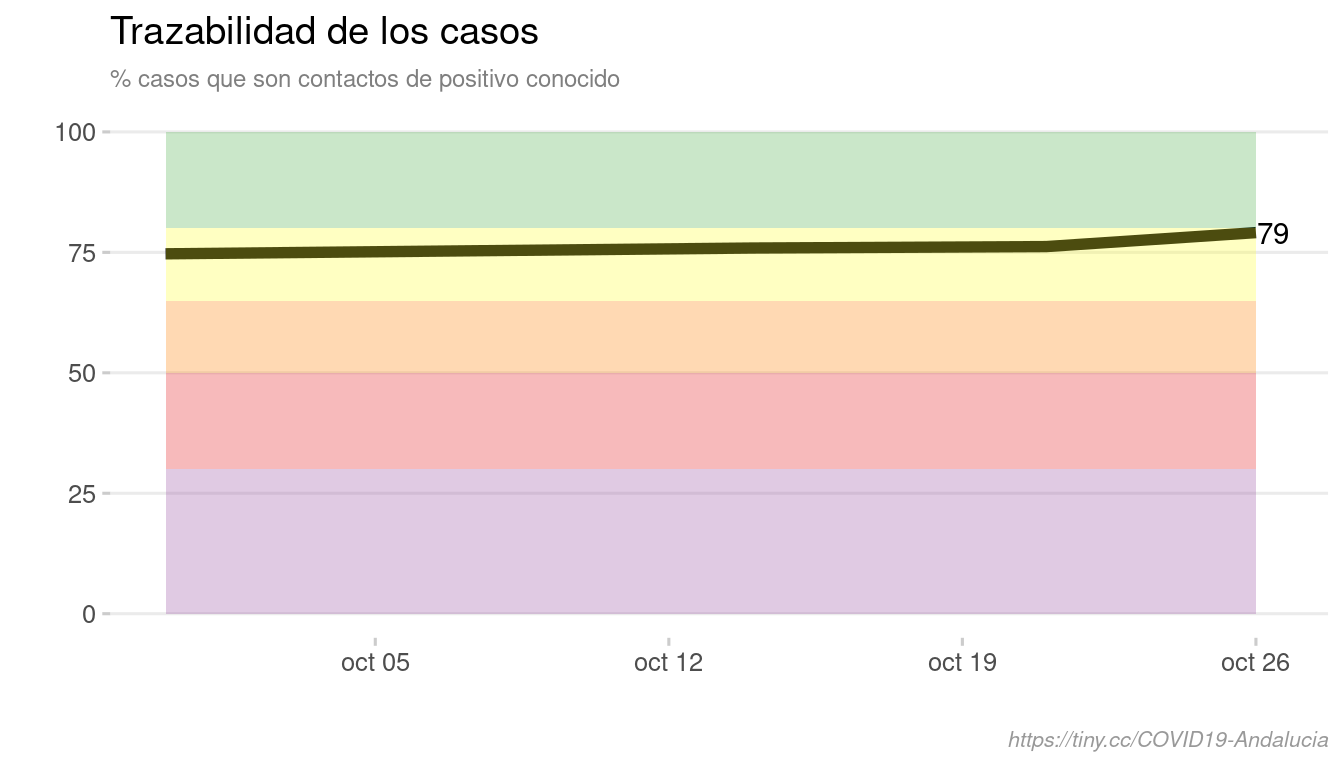 Trazabilidad de los casos
% casos que son contactos de positivo conocido
100
75
50
25
0
79
oct 05
oct 12
oct 19
oct 26
https://tiny.cc/COVID19-Andalucia